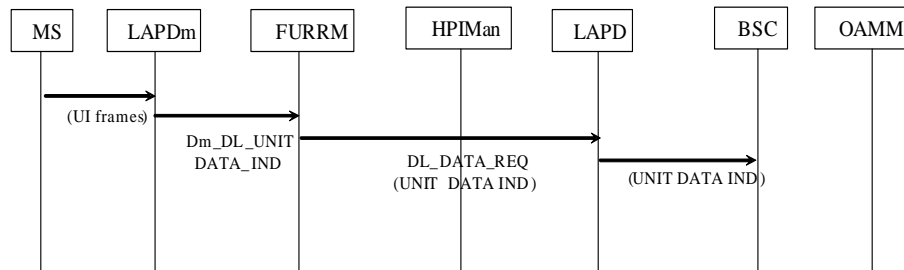 MS LAPDm FURRM HPIMan LAPD BSC OAMM
(UI frames)
Dm_DL_UNIT
DATA_IND
DL_DATA_REQ
(UNIT DATA IND)
(UNIT DATA IND)